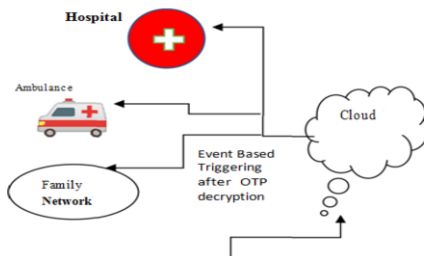 Hospital
Ambulance
Cloud
Event Based
Triggering
after OTP
decryption
Family
Network